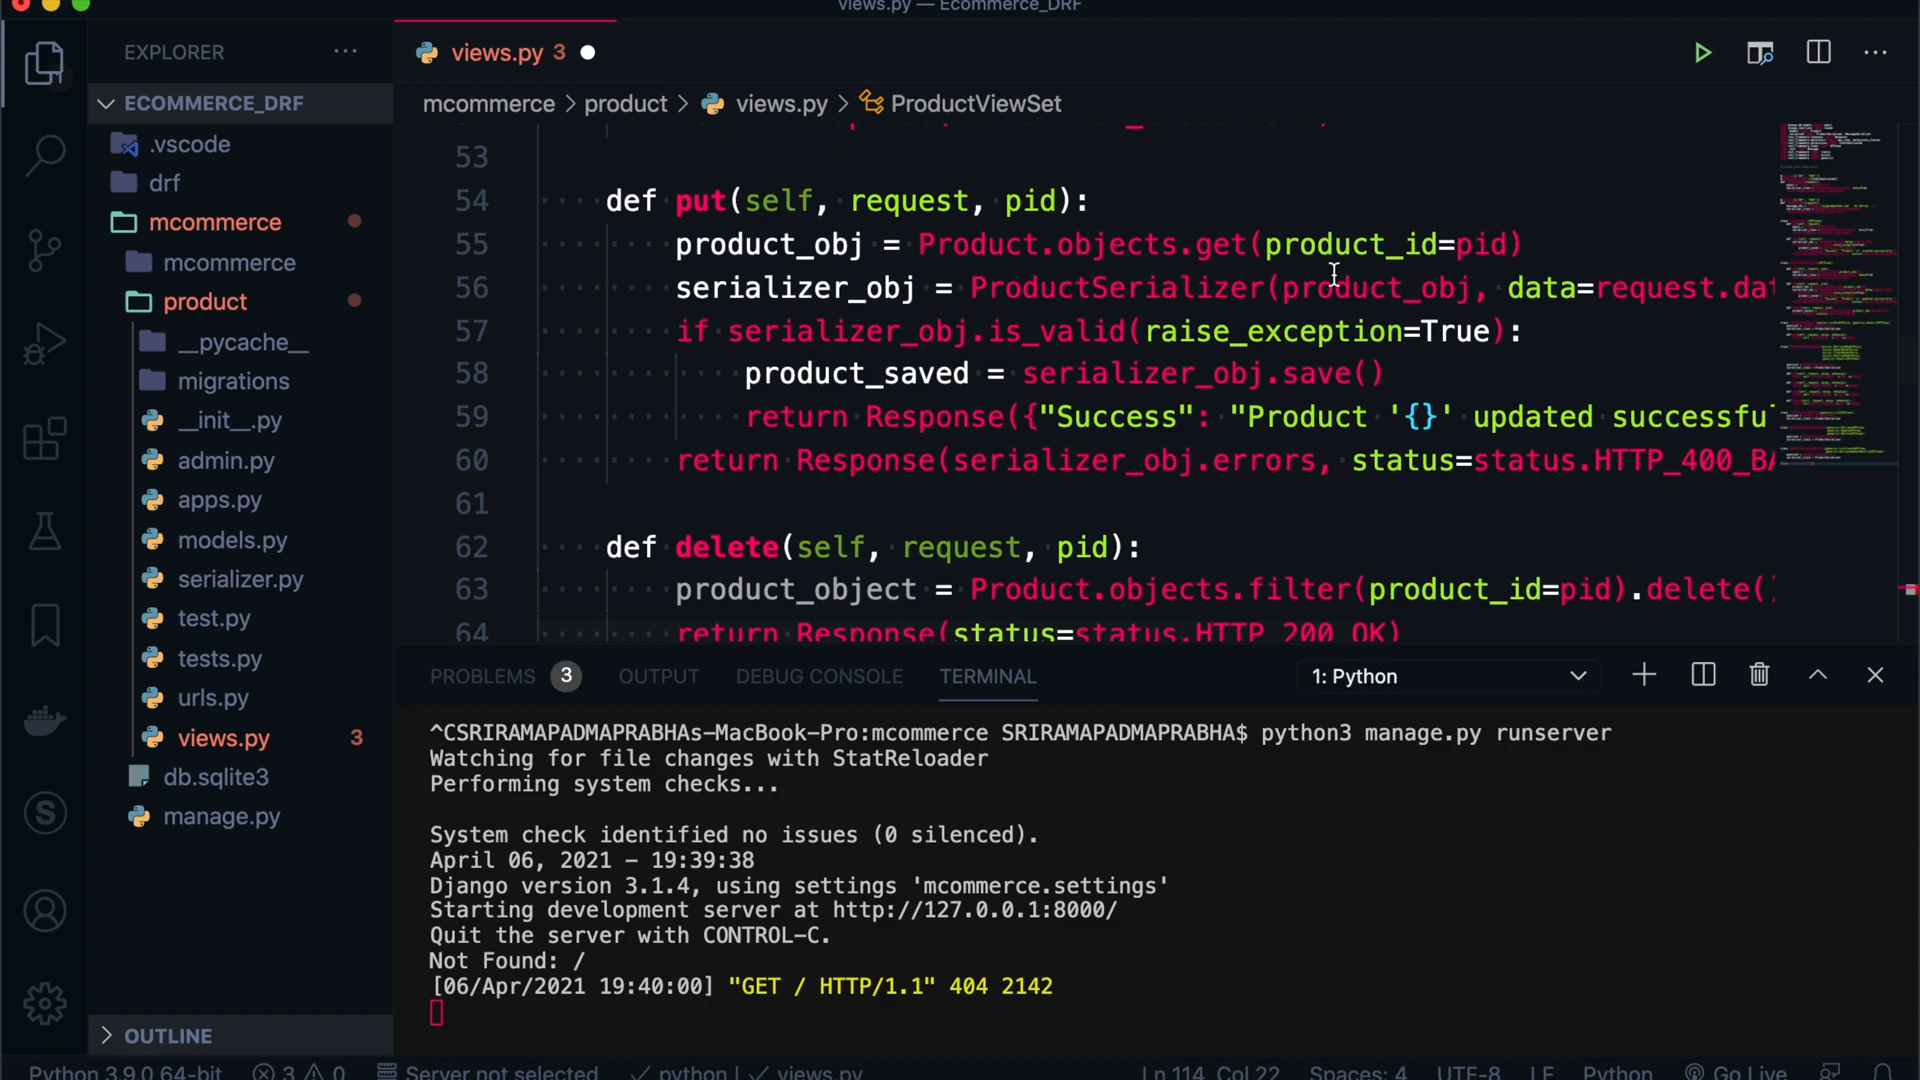 views.py — Ecommerce_DRF
EXPLORER
ECOMMERCE_DRF
.vscode
drf
mcommerce
mcommerce
product
__pycache__
migrations
__init__.py
admin.py
apps.py
models.py
serializer.py
test.py
tests.py
urls.py
views.py 3
db.sqlite3
manage.py
OUTLINE
views.py 3
mcommerce > product > views.py > ProductViewSet
53
54 def put(self, request, pid):
55 product_obj = Product.objects.get(product_id=pid)
56 serializer_obj = ProductSerializer(product_obj, data=request.dat
57 if serializer_obj.is_valid(raise_exception=True):
58 product_saved = serializer_obj.save()
59 return Response({"Success": "Product '{}' updated successful
60 return Response(serializer_obj.errors, status=status.HTTP_400_BA
61
62 def delete(self, request, pid):
63 product_object = Product.objects.filter(product_id=pid).delete()
64 return Response(status=status.HTTP_200_OK)
PROBLEMS 3 OUTPUT DEBUG CONSOLE TERMINAL 1: Python
^CSRIRAMAPADMAPRABHAs-MacBook-Pro:mcommerce SRIRAMAPADMAPRABHA$ python3 manage.py runserver
Watching for file changes with StatReloader
Performing system checks...
System check identified no issues (0 silenced).
April 06, 2021 - 19:39:38
Django version 3.1.4, using settings 'mcommerce.settings'
Starting development server at http://127.0.0.1:8000/
Quit the server with CONTROL-C.
Not Found: /
[06/Apr/2021 19:40:00] "GET / HTTP/1.1" 404 2142
Python 3.9.0 64-bit 3 0 Server not selected python | views.py Ln 114, Col 22 Spaces: 4 UTF-8 LF Python Go Live